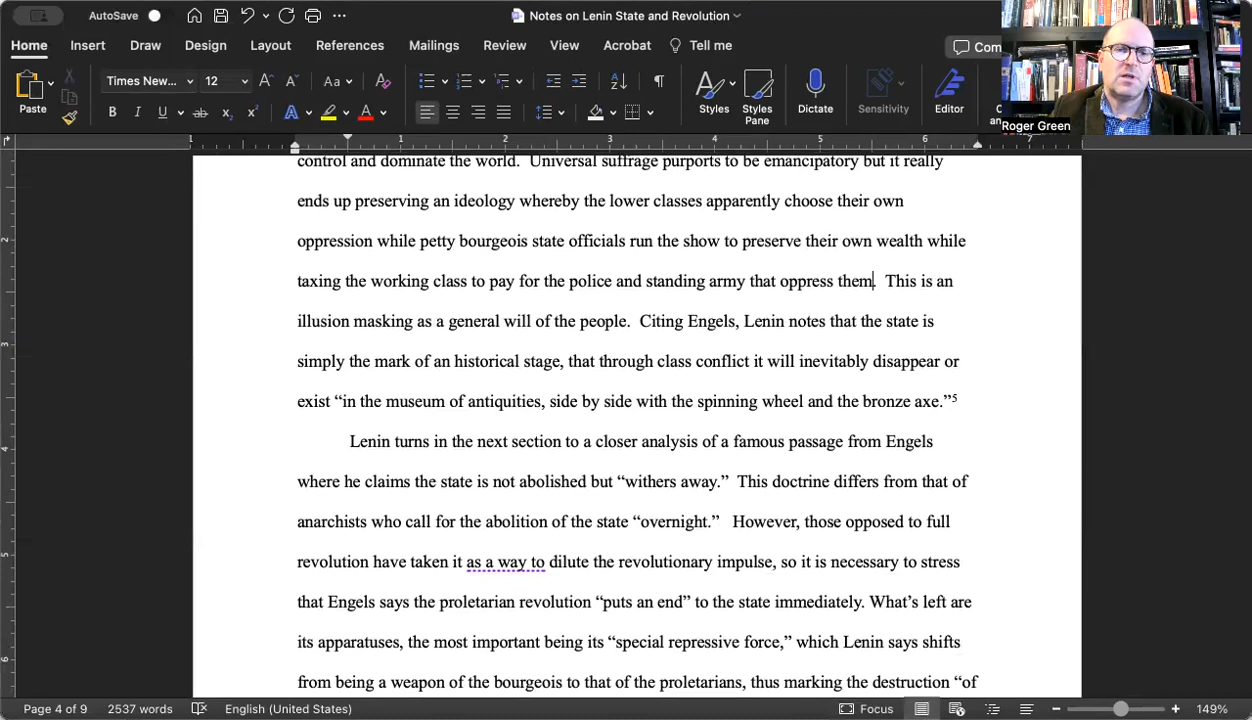 AutoSave
Notes on Lenin State and Revolution
Home Insert Draw Design Layout References Mailings Review View Acrobat Tell me
Com
Paste
Times New... 12
Aa
Styles
Styles Pane
Dictate
Sensitivity
Editor
Roger Green
1 1 2 3 4 5 6 7
control and dominate the world. Universal suffrage purports to be emancipatory but it really
ends up preserving an ideology whereby the lower classes apparently choose their own
oppression while petty bourgeois state officials run the show to preserve their own wealth while
taxing the working class to pay for the police and standing army that oppress them. This is an
illusion masking as a general will of the people. Citing Engels, Lenin notes that the state is
simply the mark of an historical stage, that through class conflict it will inevitably disappear or
exist “in the museum of antiquities, side by side with the spinning wheel and the bronze axe.”5
Lenin turns in the next section to a closer analysis of a famous passage from Engels
where he claims the state is not abolished but “withers away.” This doctrine differs from that of
anarchists who call for the abolition of the state “overnight.” However, those opposed to full
revolution have taken it as a way to dilute the revolutionary impulse, so it is necessary to stress
that Engels says the proletarian revolution “puts an end” to the state immediately. What’s left are
its apparatuses, the most important being its “special repressive force,” which Lenin says shifts
from being a weapon of the bourgeois to that of the proletarians, thus marking the destruction “of
Page 4 of 9 2537 words English (United States) Focus 149%